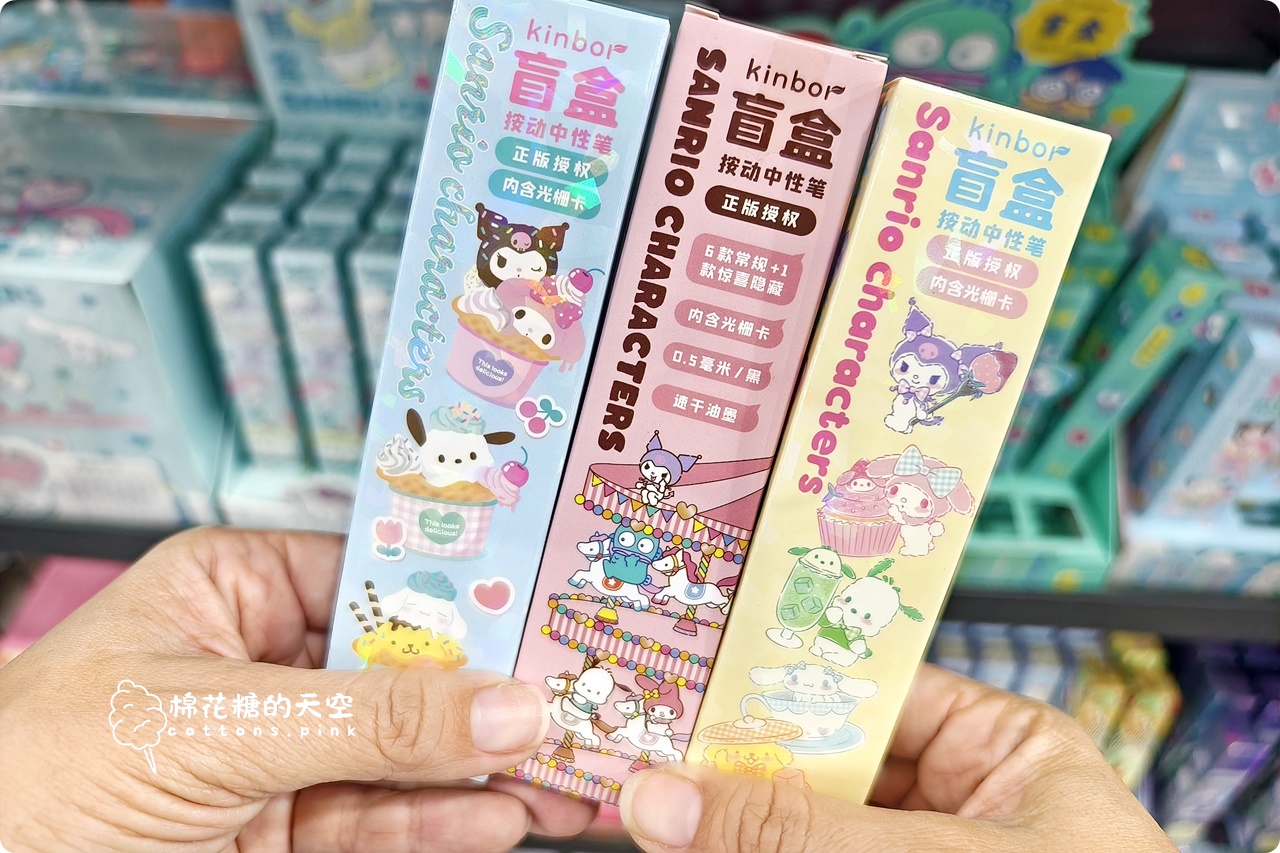 Sanrio characters
kinbor
盲盒
按动中性笔
正版授权
内含光栅卡
This looks
delicious!
This looks
delicious!
SANRIO CHARACTERS
kinbor
盲盒
按动中性笔
正版授权
6款常规+1
款惊喜隐藏
内含光栅卡
0.5毫米/黑
速干油墨
Sanrio characters
kinbor
盲盒
按动中性笔
正版授权
内含光栅卡
棉花糖的天空
cottons.pink